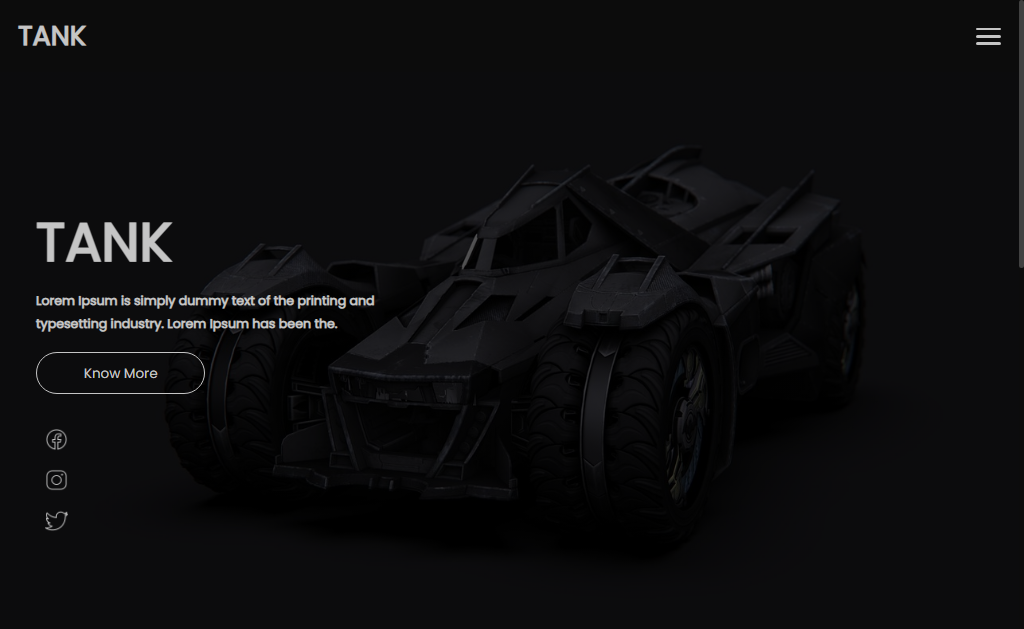 TANK
TANK
Lorem Ipsum is simply dummy text of the printing and
typesetting industry. Lorem Ipsum has been the.
Know More